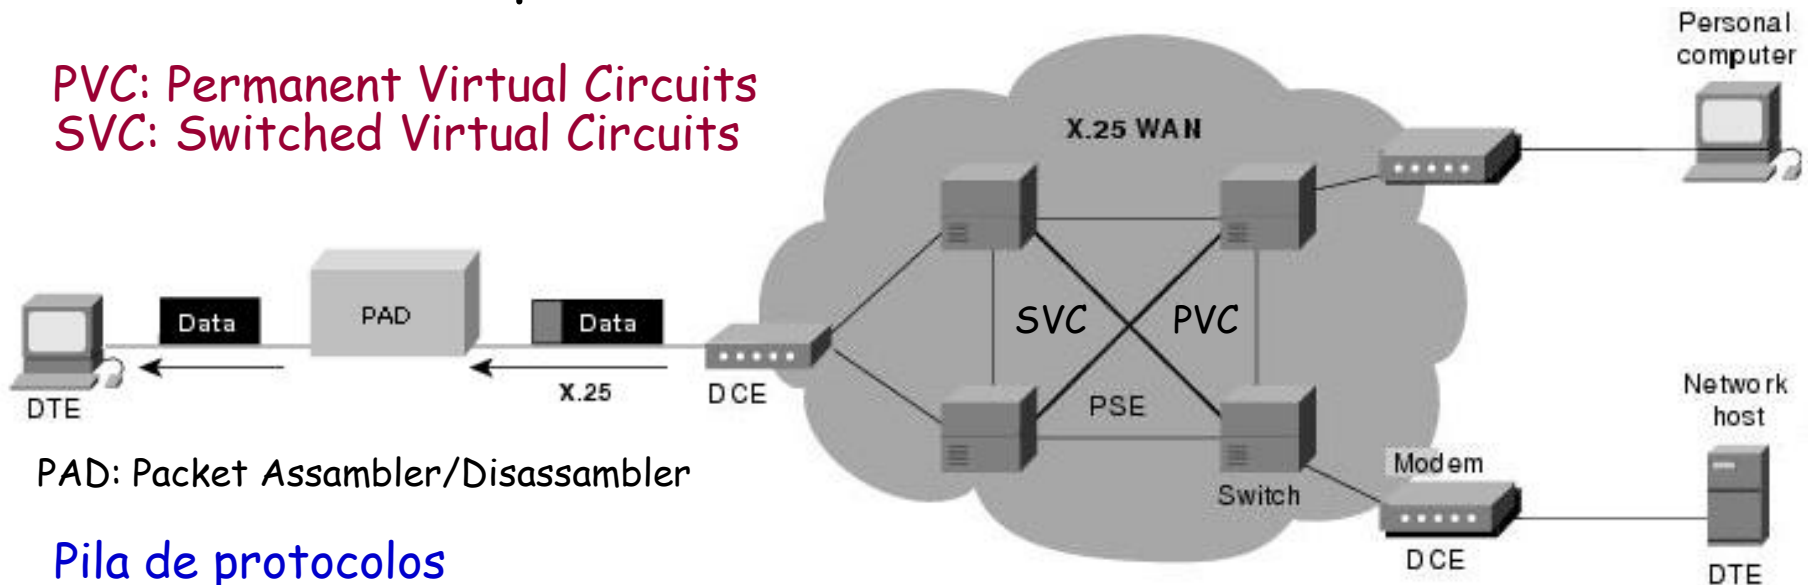 PVC: Permanent Virtual Circuits
SVC: Switched Virtual Circuits
Personal
computer
X.25 WAN
Data
PAD
Data
SVC
PVC
X.25
DCE
DTE
PSE
Network
host
PAD: Packet Assambler/Disassambler
Modem
Switch
Pila de protocolos
DCE
DTE